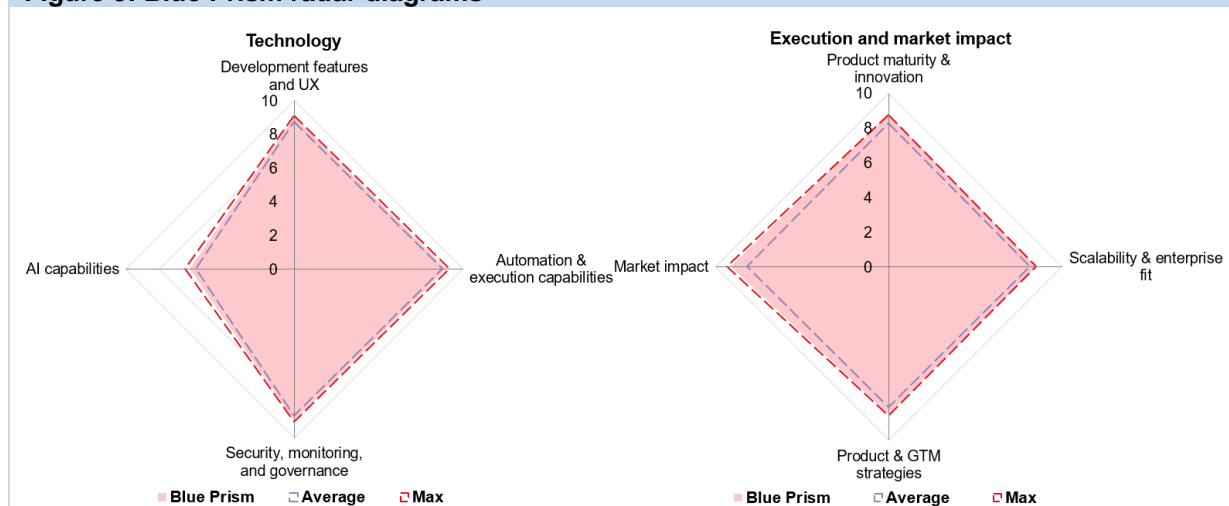 Technology
Development features
and UX
10
8
6
4
2
0
AI capabilities
Automation &
execution capabilities
Security, monitoring,
and governance
Blue Prism Average Max
Execution and market impact
Product maturity &
innovation
10
8
6
4
2
0
Market impact
Scalability & enterprise
fit
Product & GTM
strategies
Blue Prism Average Max